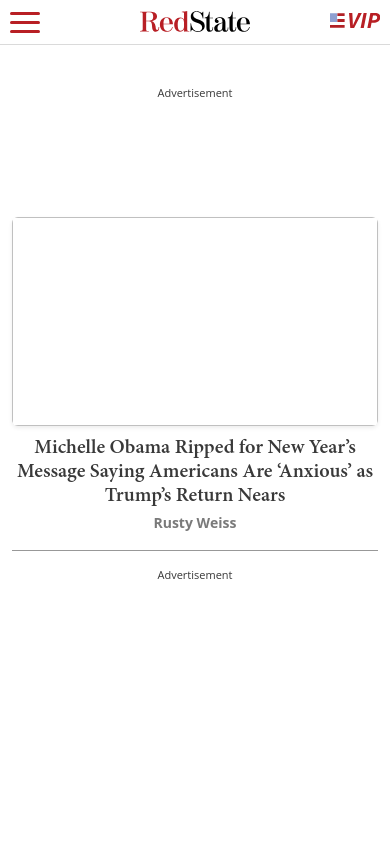 RedState
VIP
Advertisement
Michelle Obama Ripped for New Year’s
Message Saying Americans Are ‘Anxious’ as
Trump’s Return Nears
Rusty Weiss
Advertisement